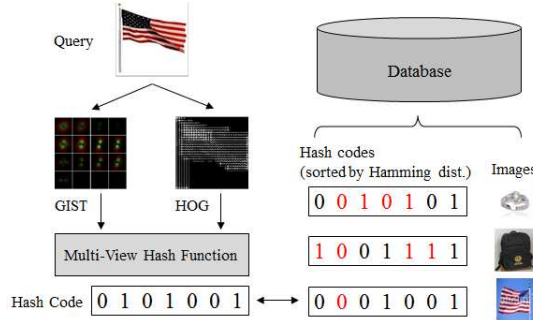 Query
Database
Hash codes
(sorted by Hamming dist.)
Images
GIST
HOG
0 0 1 0 1 0 1
Multi-View Hash Function
1 0 0 1 1 1 1
Hash Code
0 1 0 1 0 0 1
0 0 0 1 0 0 1